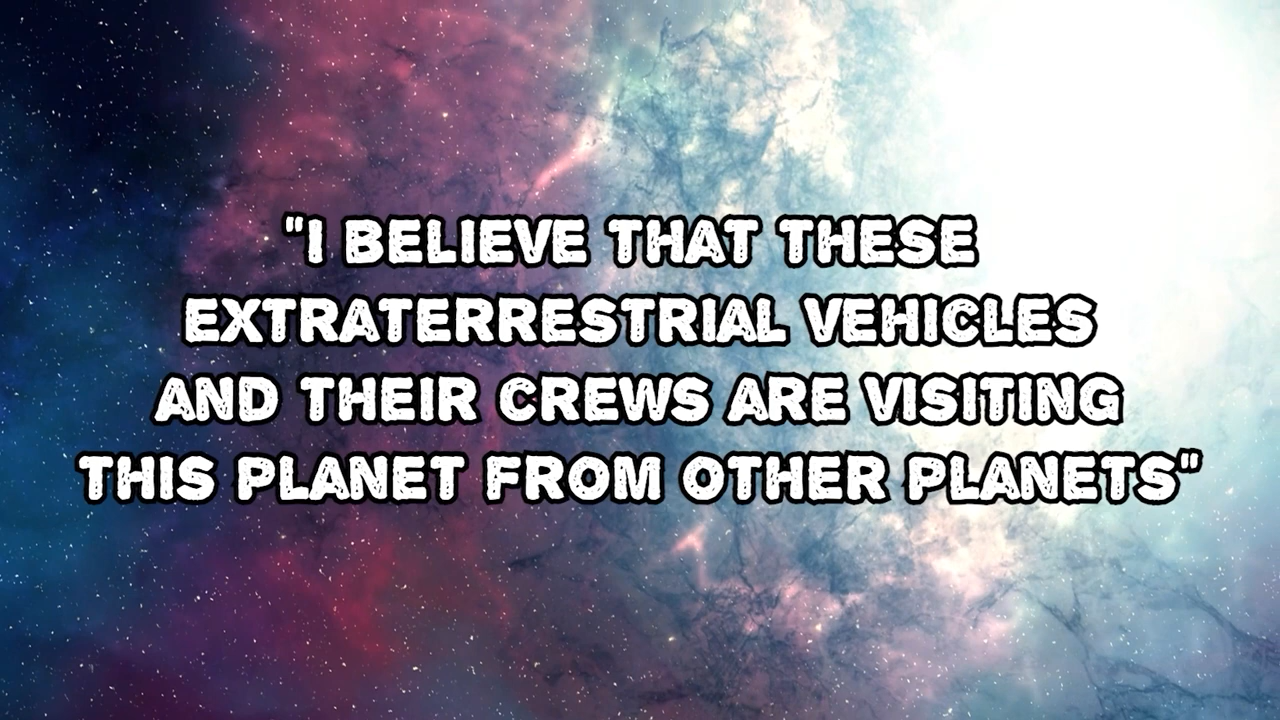 "I BELIEVE THAT THESE
EXTRATERRESTRIAL VEHICLES
AND THEIR CREWS ARE VISITING
THIS PLANET FROM OTHER PLANETS"